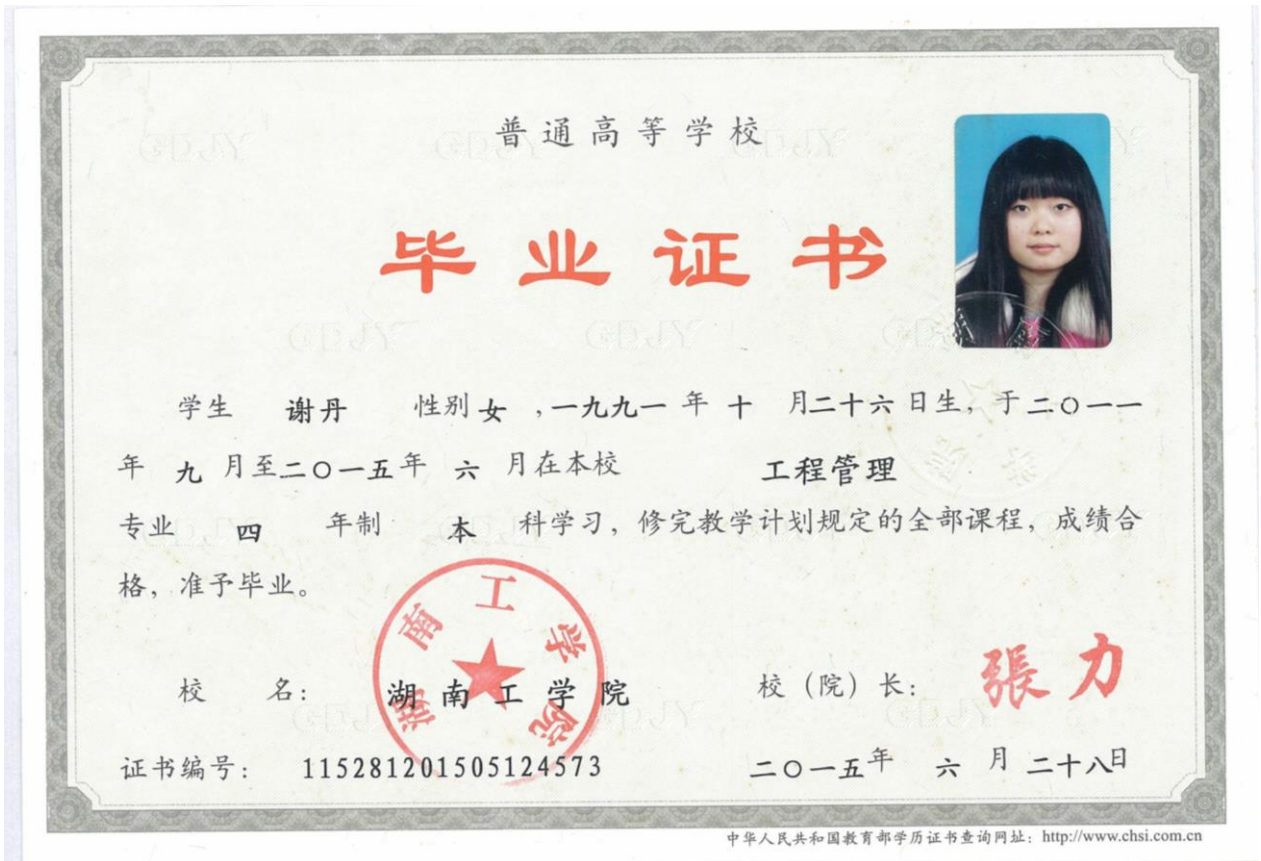 普通高等学校
毕业证书
学生 谢丹 性别 女 ,一九九一 年 十 月二十六日生，于二〇一一
年 九 月至二〇一五年 六 月在本校 工程管理
专业 四 年制 本 科学习，修完教学计划规定的全部课程，成绩合
格，准予毕业。
湖南工学院
校 名： 湖南工学院 校（院）长： 張力
证书编号： 115281201505124573 二〇一五年 六 月 二十八日
中华人民共和国教育部学历证书查询网址：http://www.chsi.com.cn